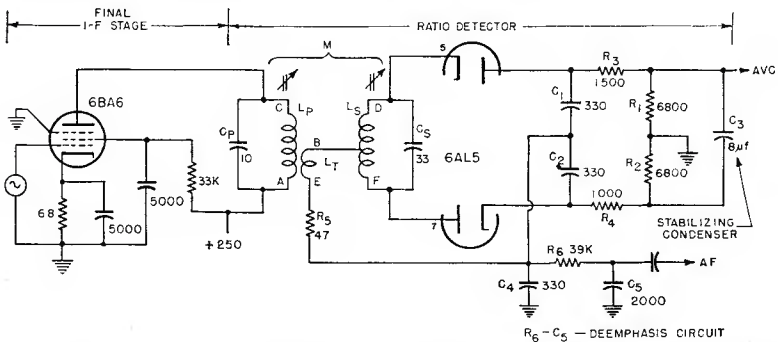 FINAL
I-F STAGE
RATIO DETECTOR
M
6BA6
5
R3
1500
AVC
C L_P
L_S D
C1
330
CP
10
B
CS
33
R1
6800
C3
8μf
LT
6AL5
A
E
F
C2
330
R2
6800
33K
5000
68
5000
R5
47
7
1000
R4
STABILIZING
CONDENSER
+250
R6 39K
AF
C4
330
C5
2000
R6-C5 — DEEMPHASIS CIRCUIT